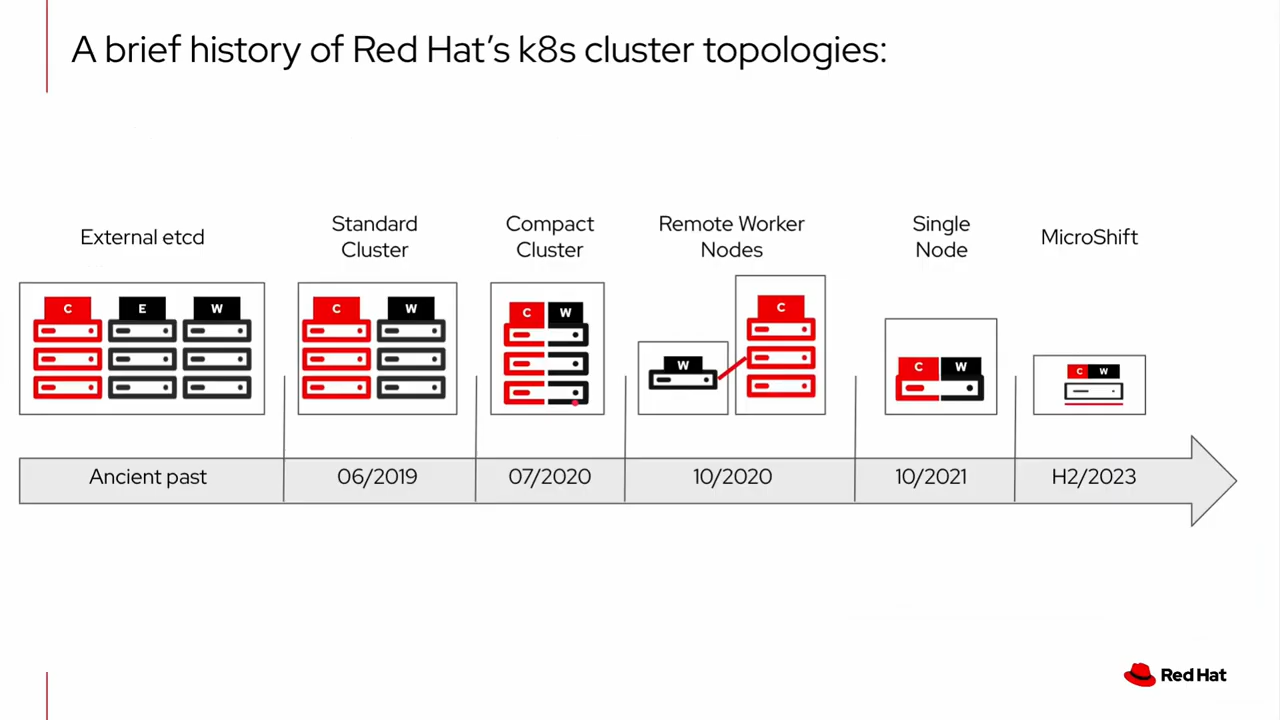 A brief history of Red Hat's k8s cluster topologies:
External etcd
Standard
Cluster
Compact
Cluster
Remote Worker
Nodes
Single
Node
MicroShift
C E W
C W
C W
W C
C W
C W
Ancient past
06/2019
07/2020
10/2020
10/2021
H2/2023
Red Hat